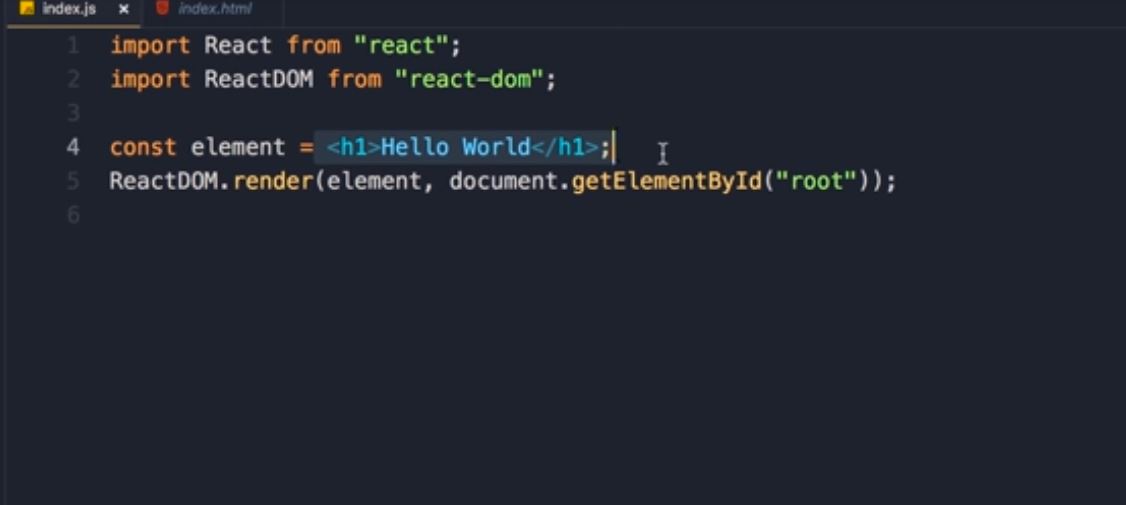 index.js × index.html
1 import React from "react";
2 import ReactDOM from "react-dom";
3
4 const element = <h1>Hello World</h1>;
5 ReactDOM.render(element, document.getElementById("root"));
6